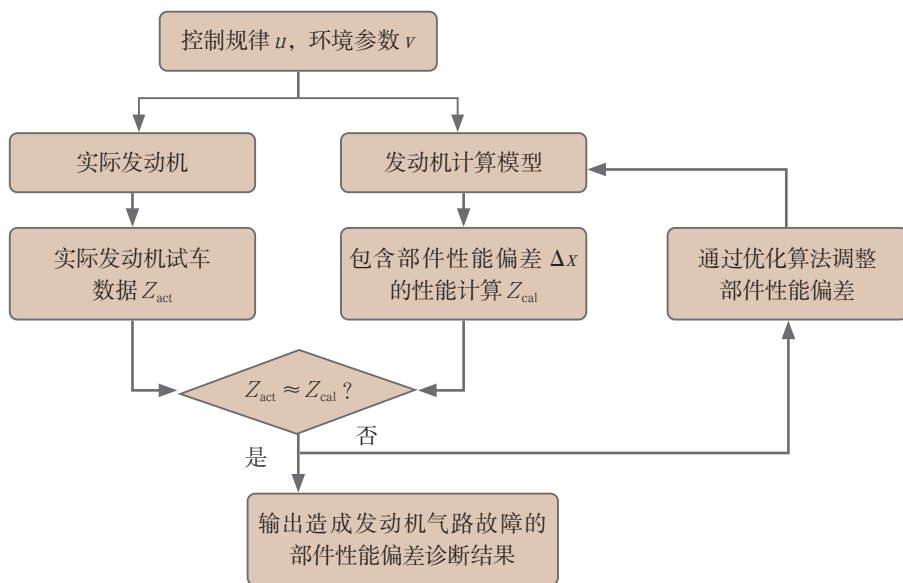 控制规律 u，环境参数 v
实际发动机
发动机计算模型
实际发动机试车
数据 Z_act
包含部件性能偏差 Δx
的性能计算 Z_cal
通过优化算法调整
部件性能偏差
Z_act ≈ Z_cal？
否
是
输出造成发动机气路故障的
部件性能偏差诊断结果